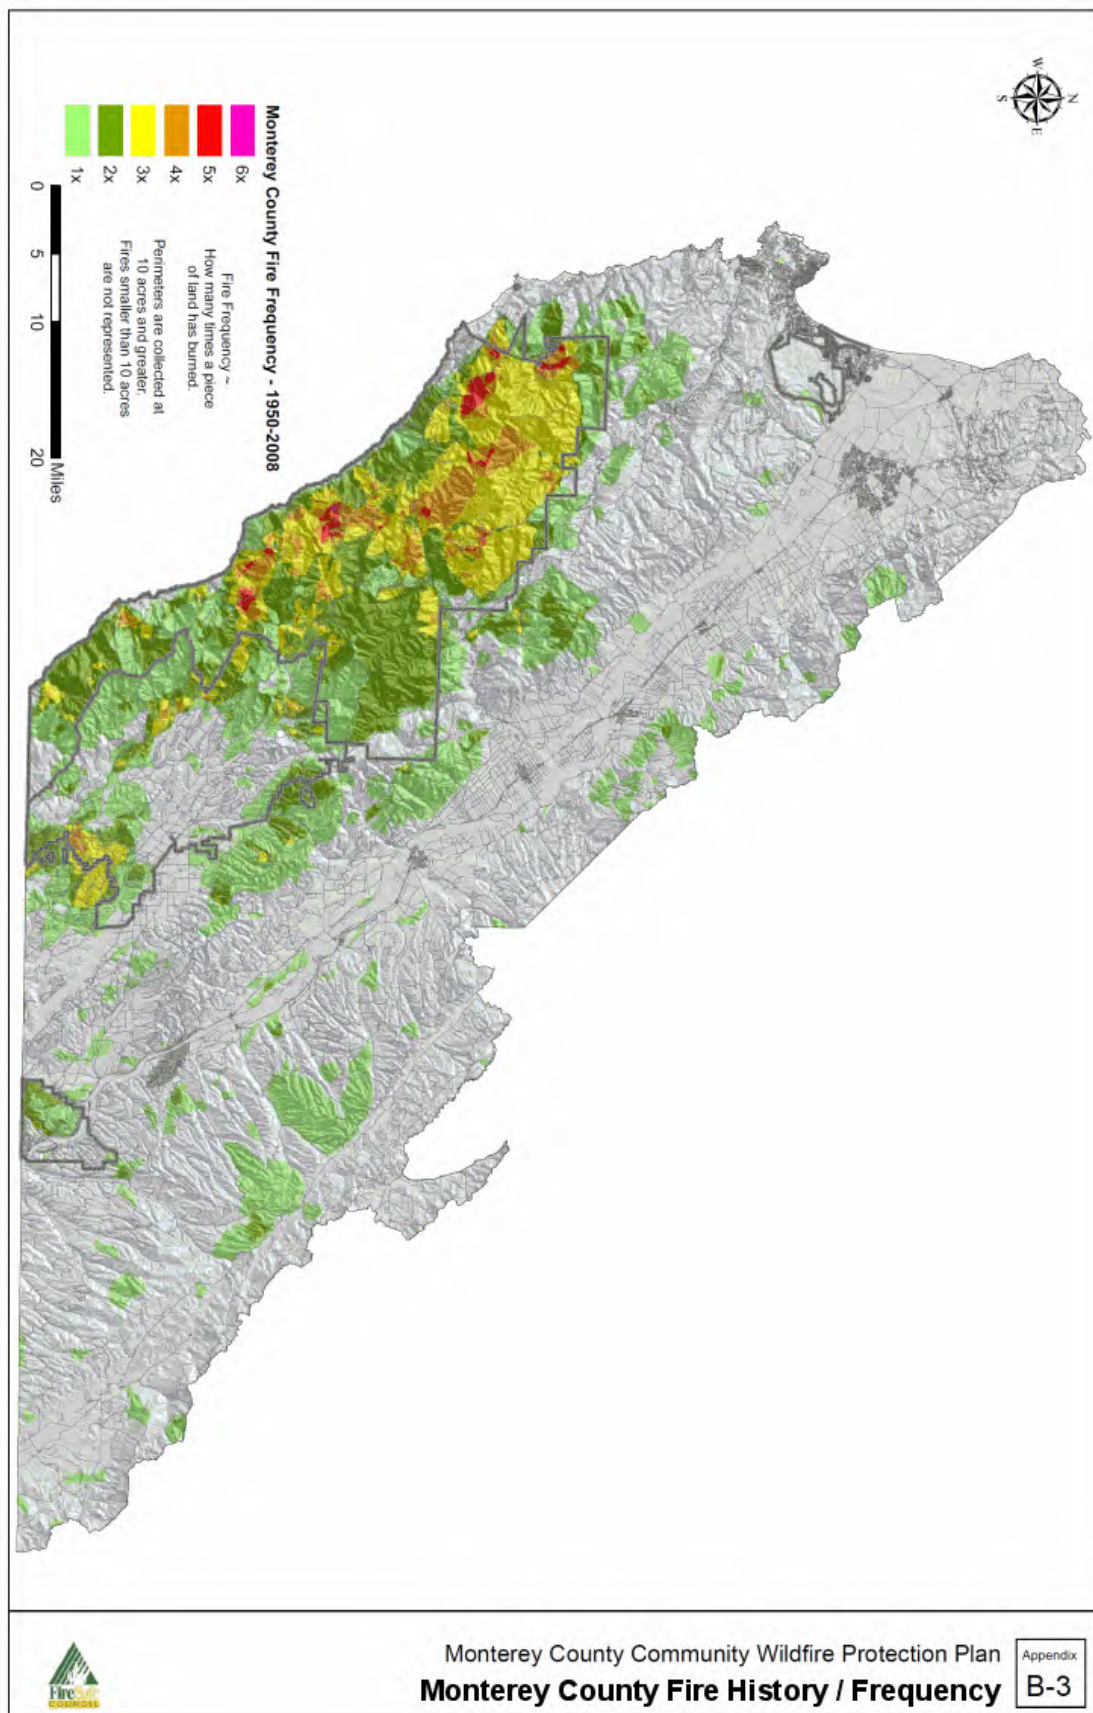 W
N
S
E
Monterey County Fire Frequency - 1950-2008
6x
5x
4x
3x
2x
1x
Fire Frequency ~
How many times a piece
of land has burned.
Perimeters are collected at
10 acres and greater.
Fires smaller than 10 acres
are not represented.
0
5
10
20
Miles
Monterey County Community Wildfire Protection Plan
Monterey County Fire History / Frequency
Appendix
B-3
FireSafe
COUNCIL